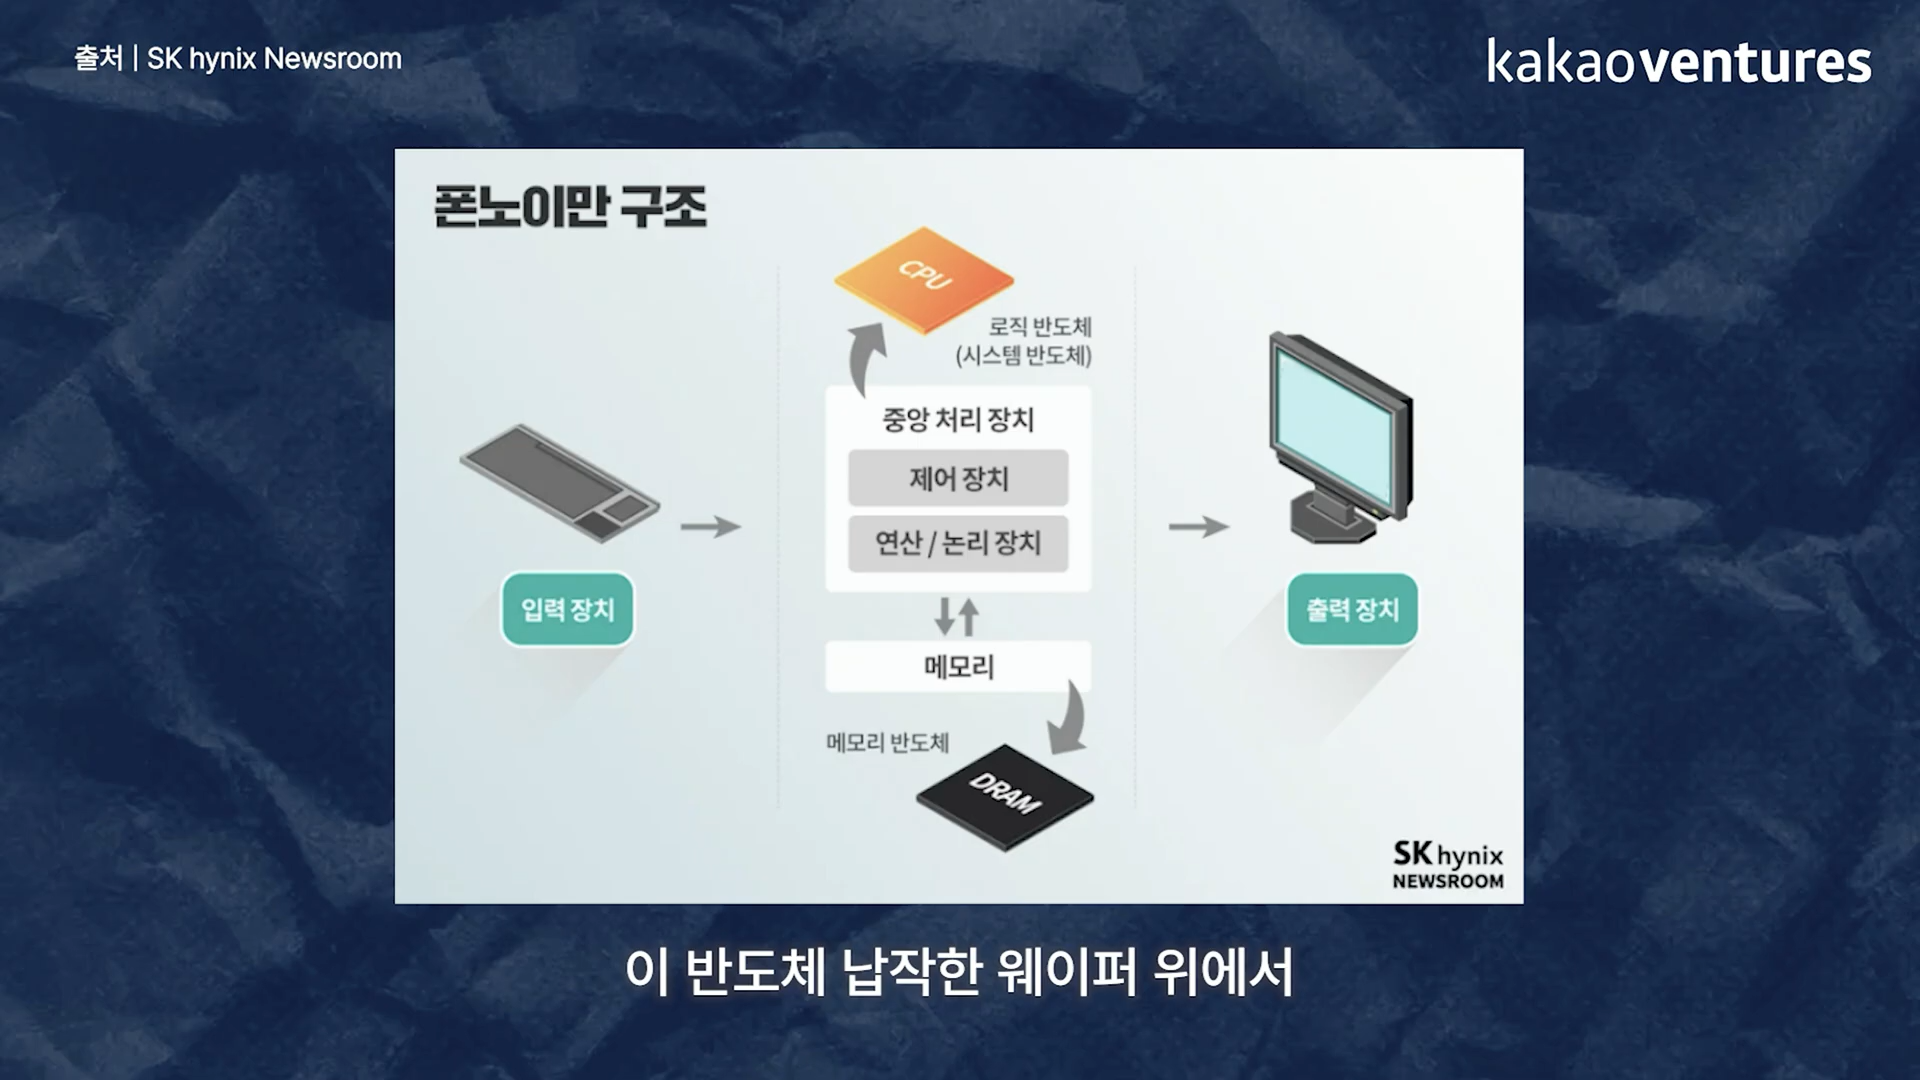 출처 | SK hynix Newsroom
kakaoventures
폰노이만 구조
CPU
로직 반도체
(시스템 반도체)
중앙 처리 장치
제어 장치
연산 / 논리 장치
입력 장치
출력 장치
메모리
메모리 반도체
DRAM
SK hynix
NEWSROOM
이 반도체 납작한 웨이퍼 위에서